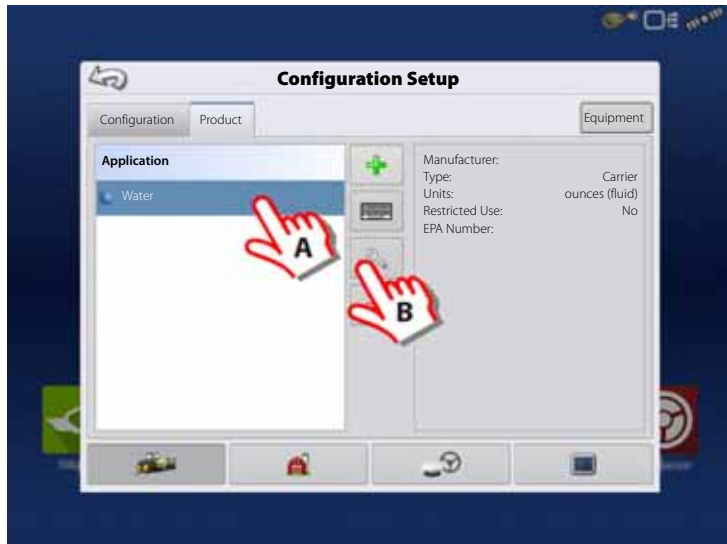 Configuration Setup
Configuration Product Equipment
Application
Water
A
B
Manufacturer:
Type: Carrier
Units: ounces (fluid)
Restricted Use: No
EPA Number: